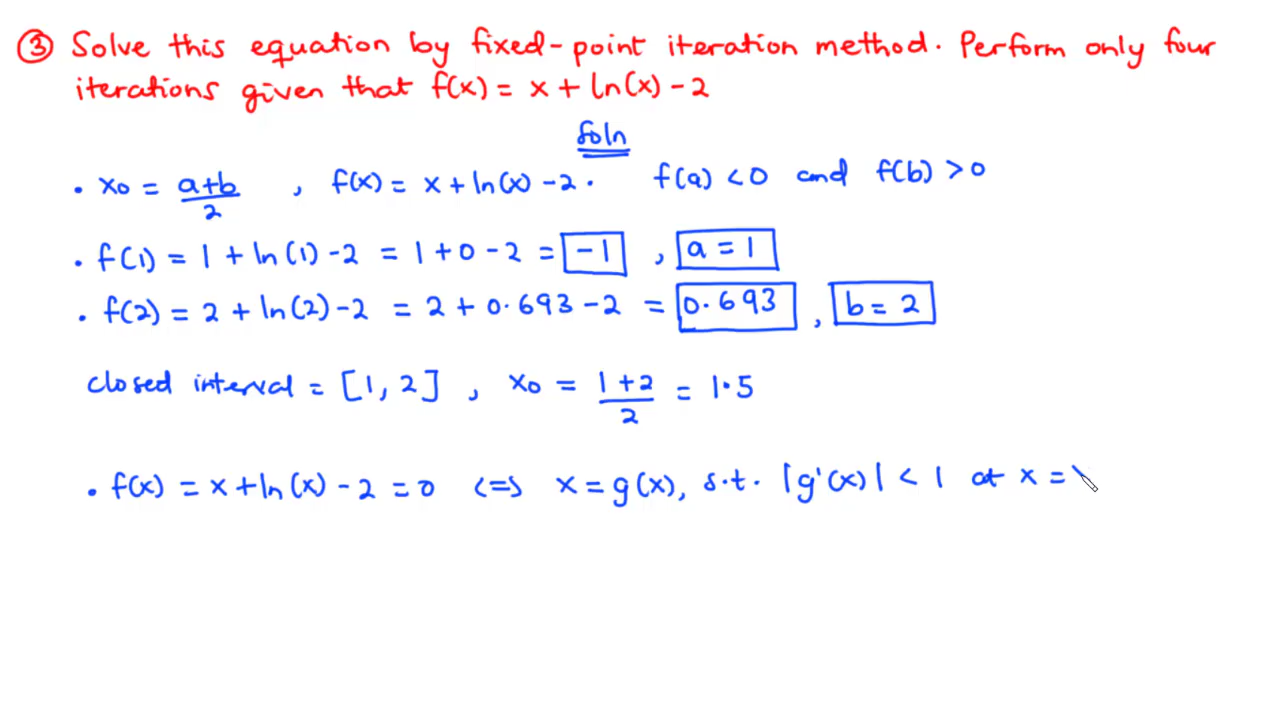 ③ Solve this equation by fixed-point iteration method. Perform only four
iterations given that f(x) = x + ln(x) - 2
Soln
• x₀ = (a+b)/2 , f(x) = x + ln(x) - 2. f(a) < 0 and f(b) > 0
• f(1) = 1 + ln(1) - 2 = 1 + 0 - 2 = -1 , a = 1
• f(2) = 2 + ln(2) - 2 = 2 + 0.693 - 2 = 0.693 , b = 2
closed interval = [1, 2] , x₀ = (1+2)/2 = 1.5
• f(x) = x + ln(x) - 2 = 0 <=> x = g(x), s.t. |g'(x)| < 1 at x =